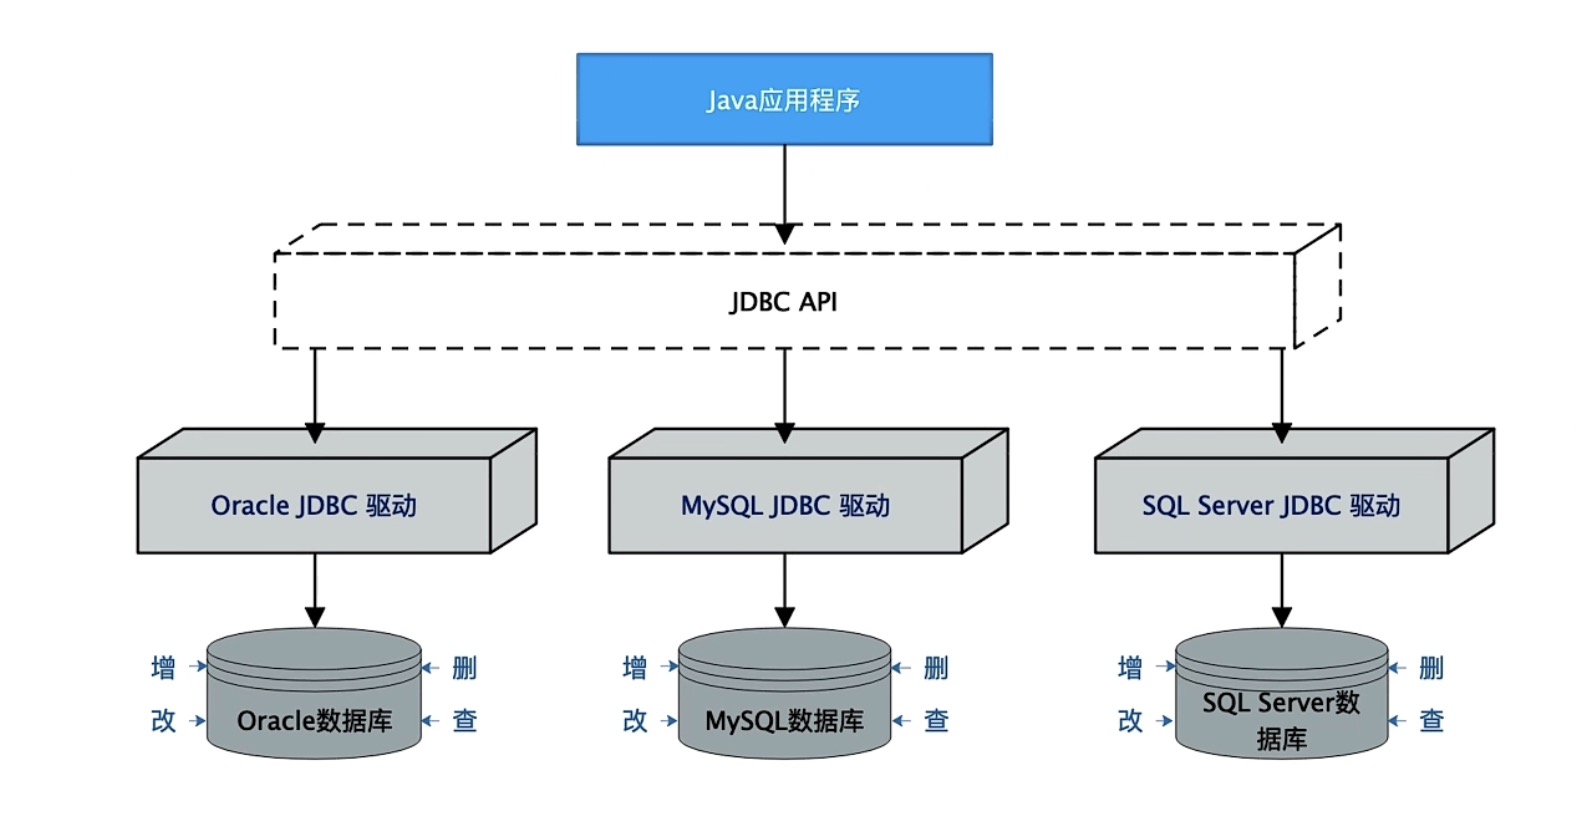 Java应用程序
JDBC API
Oracle JDBC 驱动
MySQL JDBC 驱动
SQL Server JDBC 驱动
增
删
改
Oracle数据库
查
增
删
改
MySQL数据库
查
增
删
改
SQL Server数
据库
查